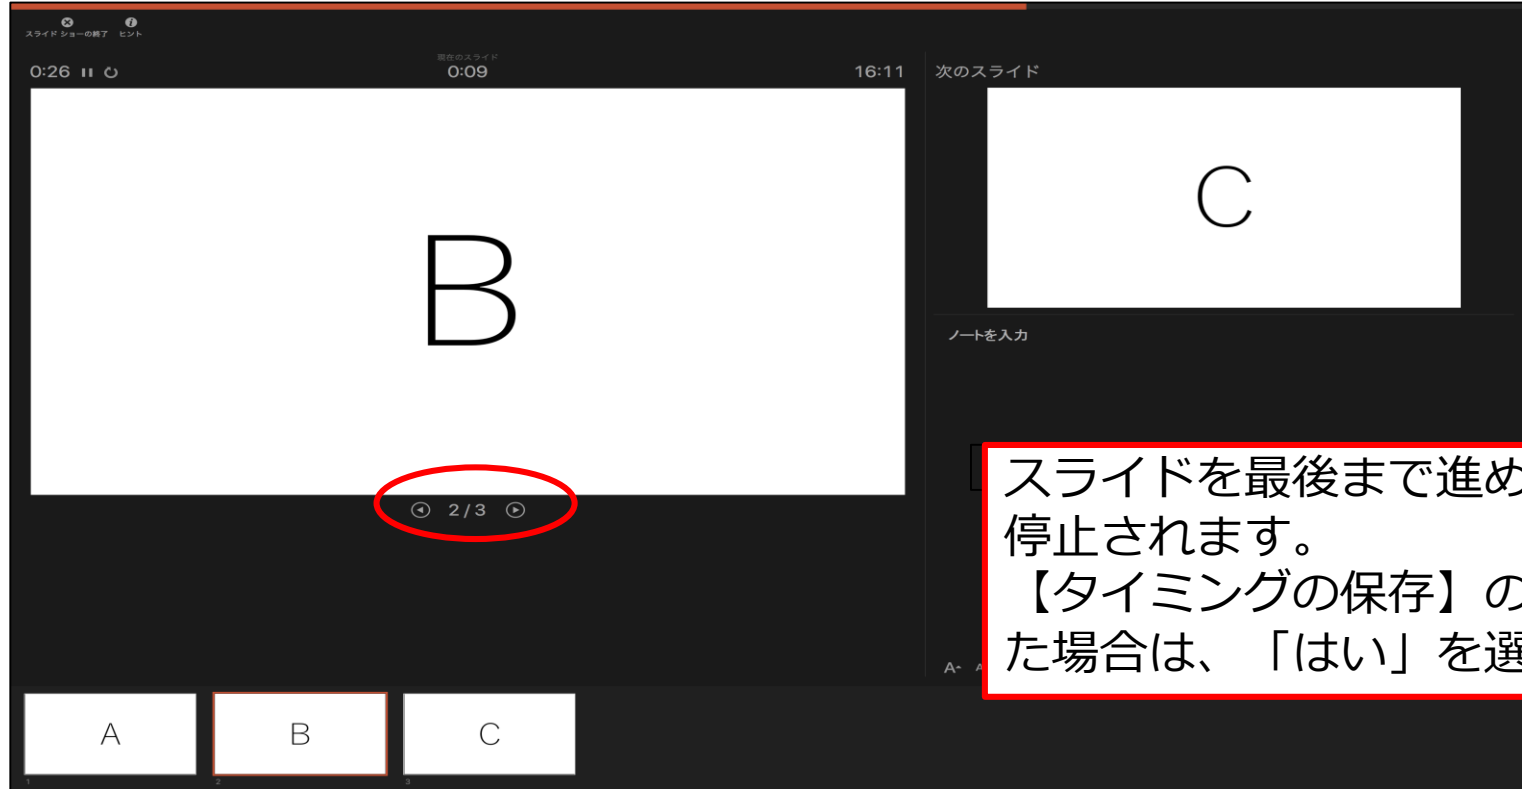 スライド ショーの終了 ヒント
現在のスライド
0:26 0:09 16:11
次のスライド
B
C
ノートを入力
2/3
スライドを最後まで進め
停止されます。
【タイミングの保存】の
た場合は、「はい」を選
A
A B C
1 2 3